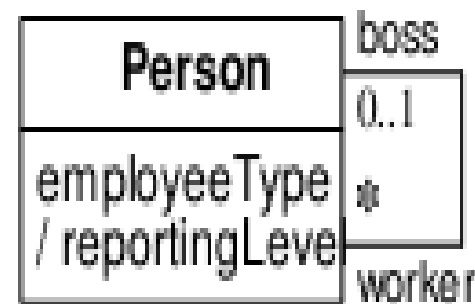 boss
Person
0..1
employeeType
*
/ reportingLevel
worker